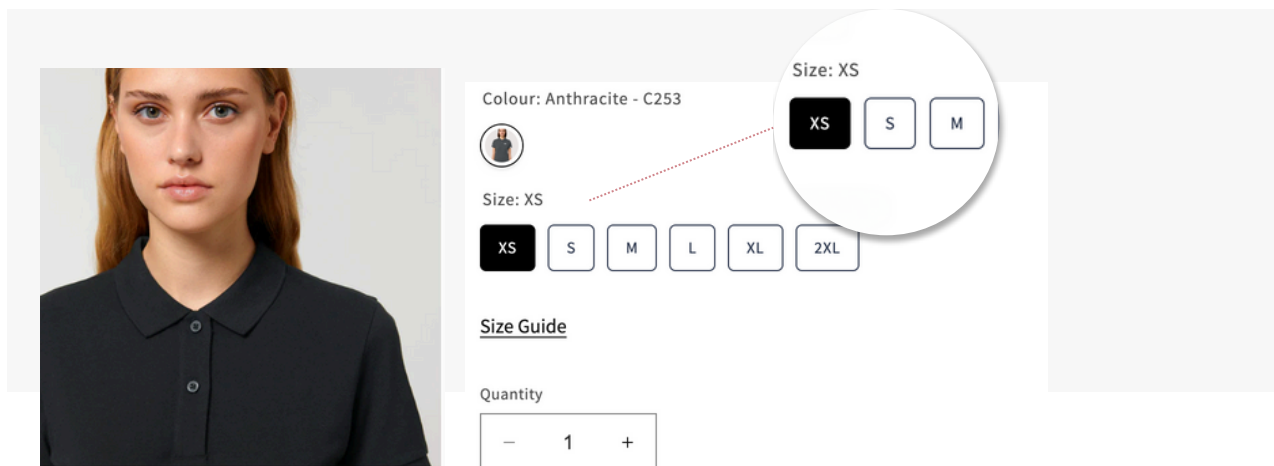 Size: XS
XS S M
Colour: Anthracite - C253
Size: XS
XS S M L XL 2XL
Size Guide
Quantity
− 1 +